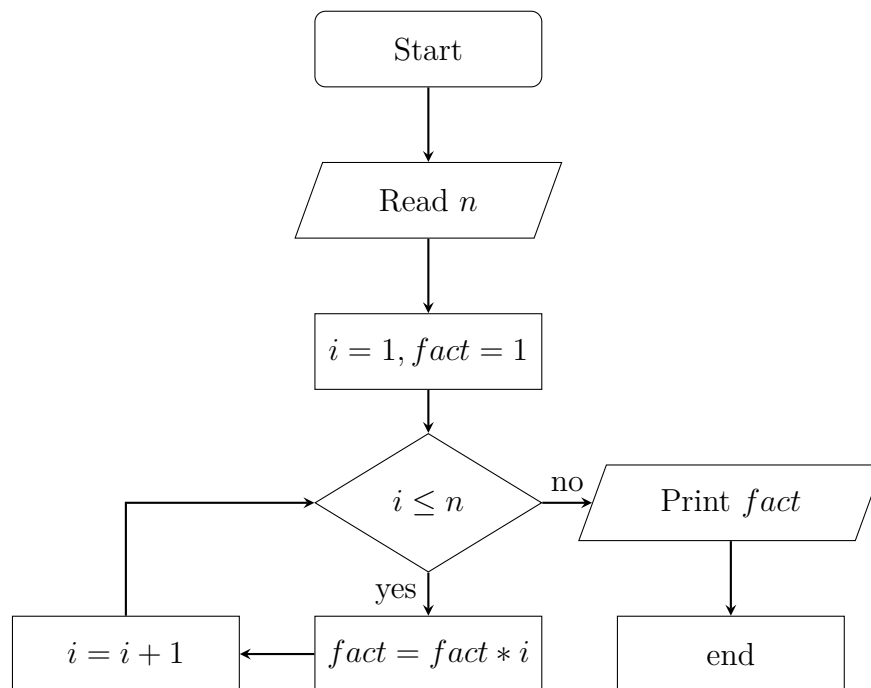 Start
Read n
i = 1, fact = 1
i ≤ n
no
Print fact
yes
i = i + 1
fact = fact * i
end